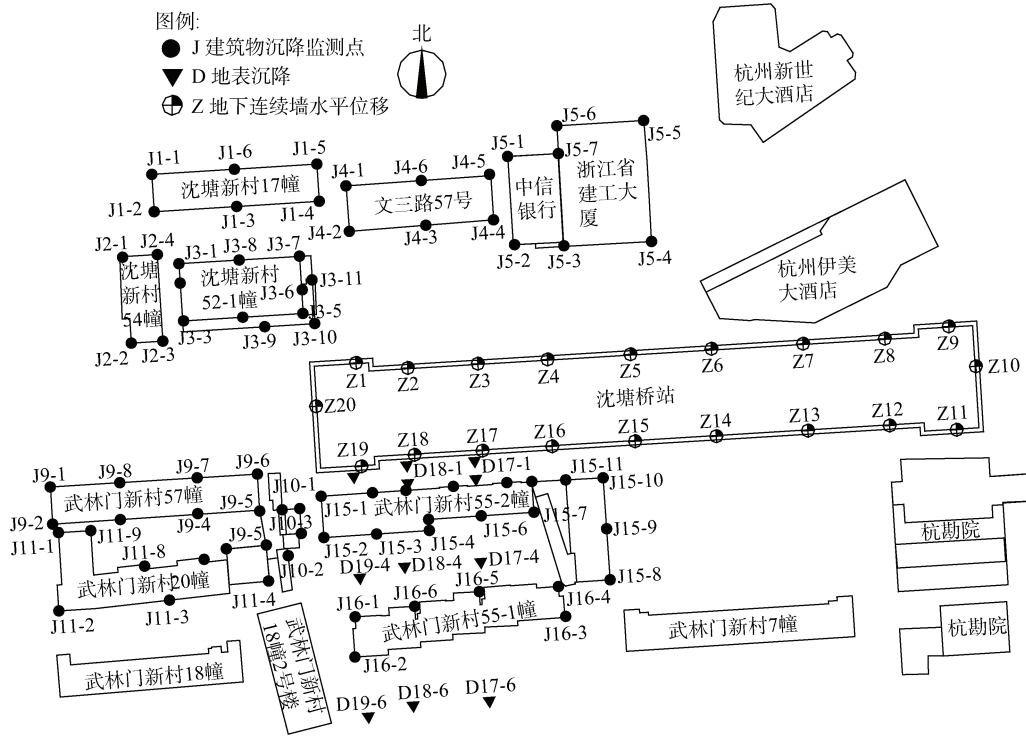 图例:
J 建筑物沉降监测点
D 地表沉降
Z 地下连续墙水平位移
北
杭州新世
纪大酒店
J1-1
J1-6
J1-5
沈塘新村17幢
J1-2
J1-3
J1-4
J4-1
J4-6
J4-5
文三路57号
J4-2
J4-3
J4-4
J5-1
J5-6
J5-5
J5-7
中信
银行
浙江省
建工大
厦
J5-2
J5-3
J5-4
J2-1
J2-4
沈塘
新村
54幢
J2-2
J2-3
J3-1
J3-8
J3-7
沈塘新村
52-1幢
J3-6
J3-11
J3-5
J3-3
J3-9
J3-10
杭州伊美
大酒店
Z1
Z2
Z3
Z4
Z5
Z6
Z7
Z8
Z9
Z10
沈塘桥站
Z20
Z19
Z18
Z17
Z16
Z15
Z14
Z13
Z12
Z11
J9-1
J9-8
J9-7
J9-6
武林门新村57幢
J9-5
J9-2
J9-4
J9-5
J10-1
J10-3
J10-2
D18-1
D17-1
J15-11
J15-10
J15-1
武林门新村55-2幢
J15-6
J15-7
J15-9
J15-2
J15-3
J15-4
J15-8
J11-1
J11-9
J11-8
武林门新村20幢
J11-2
J11-3
J11-4
D19-4
D18-4
D17-4
J16-1
J16-6
J16-5
J16-4
武林门新村55-1幢
J16-3
J16-2
武林门新村18幢
武林门新村
18幢2号楼
武林门新村7幢
杭勘院
杭勘院
D19-6
D18-6
D17-6